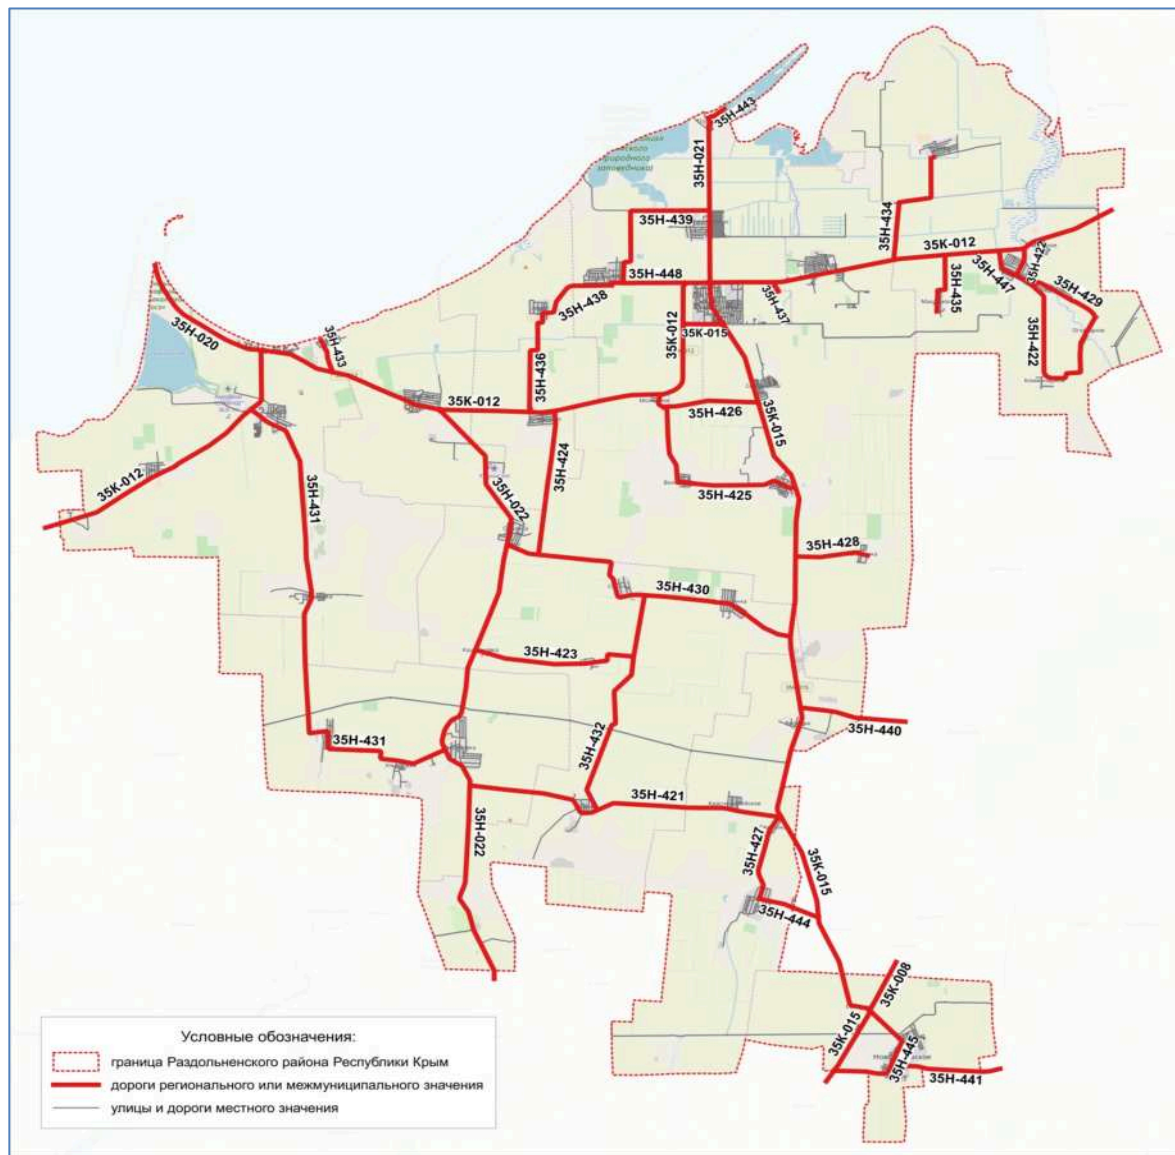 35Н-443
35Н-021
природного
заповедника)
35Н-439
35Н-434
35К-012
35Н-422
35Н-447
35Н-429
35Н-448
35Н-438
35Н-437
35Н-435
35Н-020
35Н-433
35К-012
35К-015
35Н-422
35Н-436
35К-012
35Н-426
35К-015
35Н-424
35К-012
35Н-431
35Н-022
35Н-425
35Н-428
35Н-430
35Н-423
35Н-440
35Н-432
35Н-431
35Н-421
35Н-022
35Н-427
35К-015
35Н-444
35К-008
35К-015
35Н-445
35Н-441
Условные обозначения:
граница Раздольненского района Республики Крым
дороги регионального или межмуниципального значения
улицы и дороги местного значения